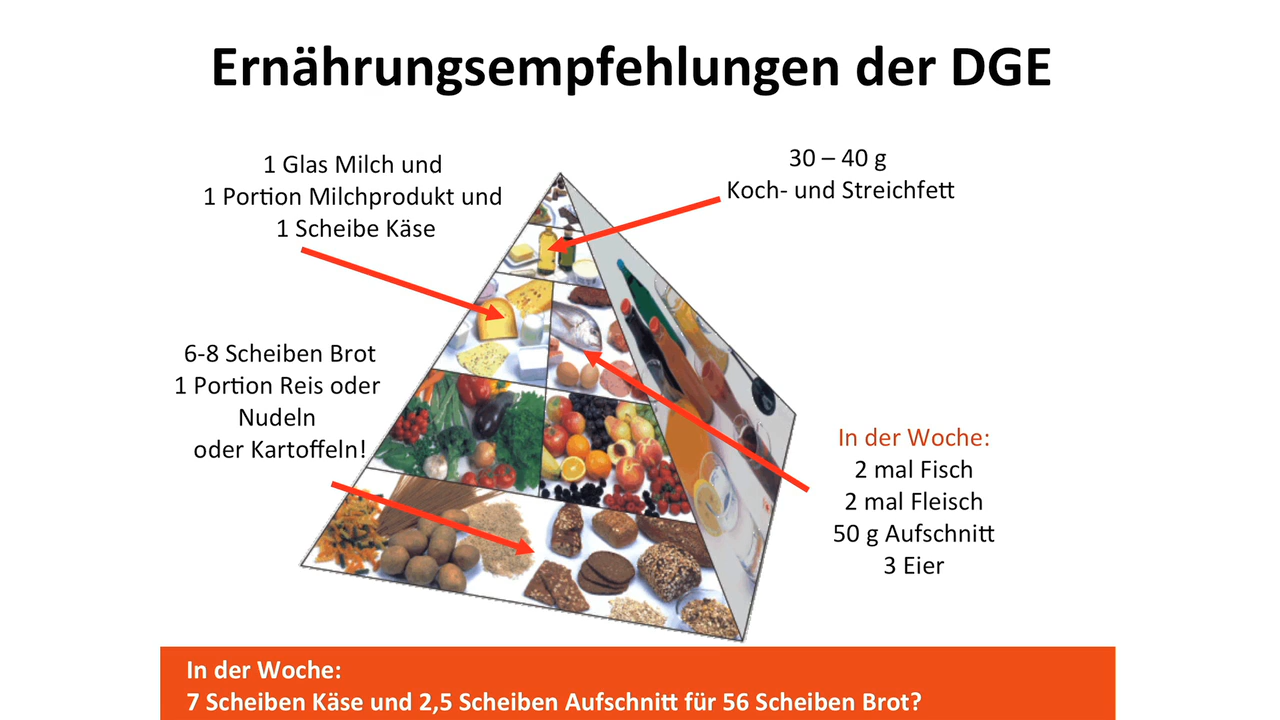 Ernährungsempfehlungen der DGE
1 Glas Milch und
1 Portion Milchprodukt und
1 Scheibe Käse
30 – 40 g
Koch- und Streichfett
6-8 Scheiben Brot
1 Portion Reis oder
Nudeln
oder Kartoffeln!
In der Woche:
2 mal Fisch
2 mal Fleisch
50 g Aufschnitt
3 Eier
In der Woche:
7 Scheiben Käse und 2,5 Scheiben Aufschnitt für 56 Scheiben Brot?